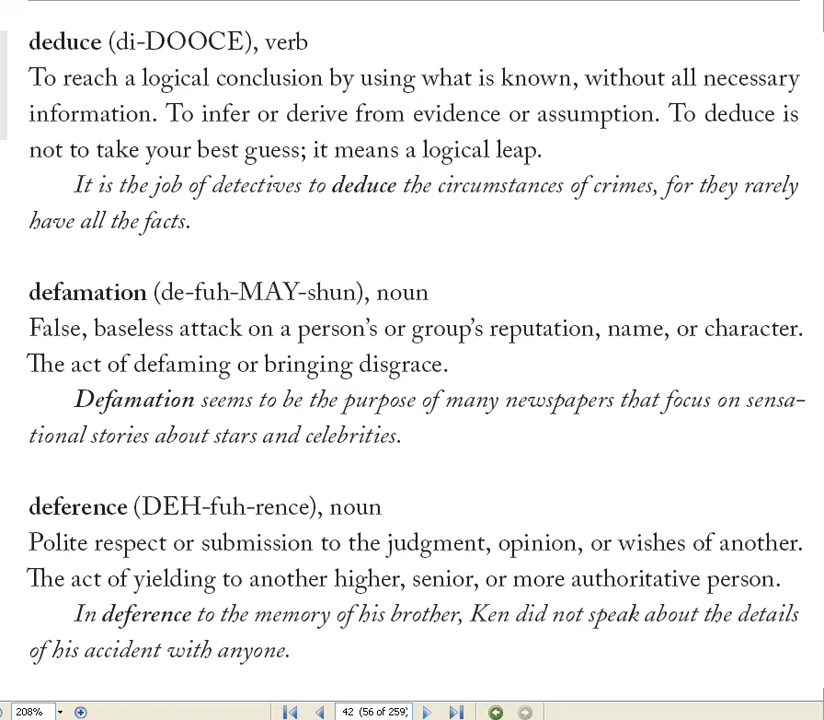 deduce (di-DOOCE), verb
To reach a logical conclusion by using what is known, without all necessary
information. To infer or derive from evidence or assumption. To deduce is
not to take your best guess; it means a logical leap.
It is the job of detectives to deduce the circumstances of crimes, for they rarely
have all the facts.
defamation (de-fuh-MAY-shun), noun
False, baseless attack on a person's or group's reputation, name, or character.
The act of defaming or bringing disgrace.
Defamation seems to be the purpose of many newspapers that focus on sensa-
tional stories about stars and celebrities.
deference (DEH-fuh-rence), noun
Polite respect or submission to the judgment, opinion, or wishes of another.
The act of yielding to another higher, senior, or more authoritative person.
In deference to the memory of his brother, Ken did not speak about the details
of his accident with anyone.
208% 42 (56 of 259)